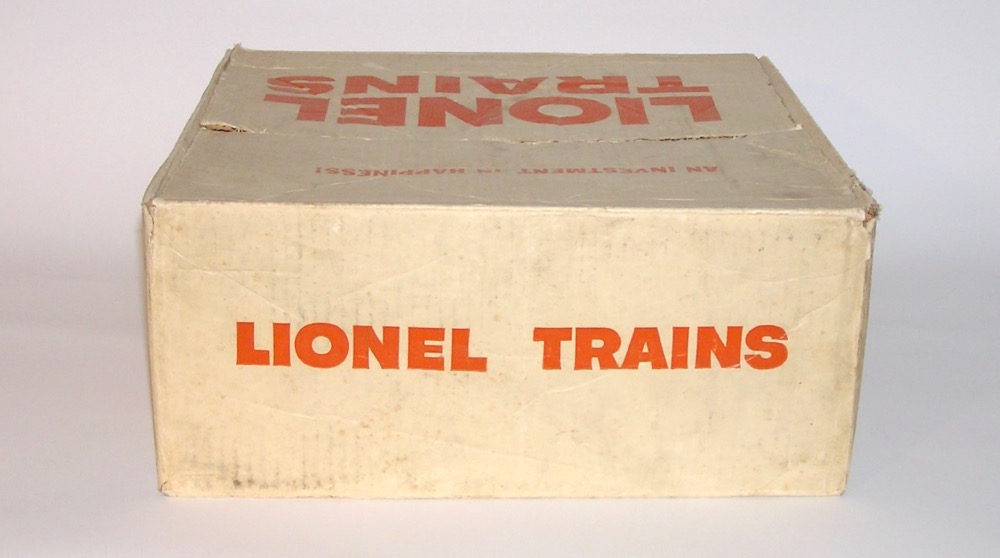 LIONEL
TRAINS
AN INVESTMENT IN HAPPINESS!
LIONEL TRAINS